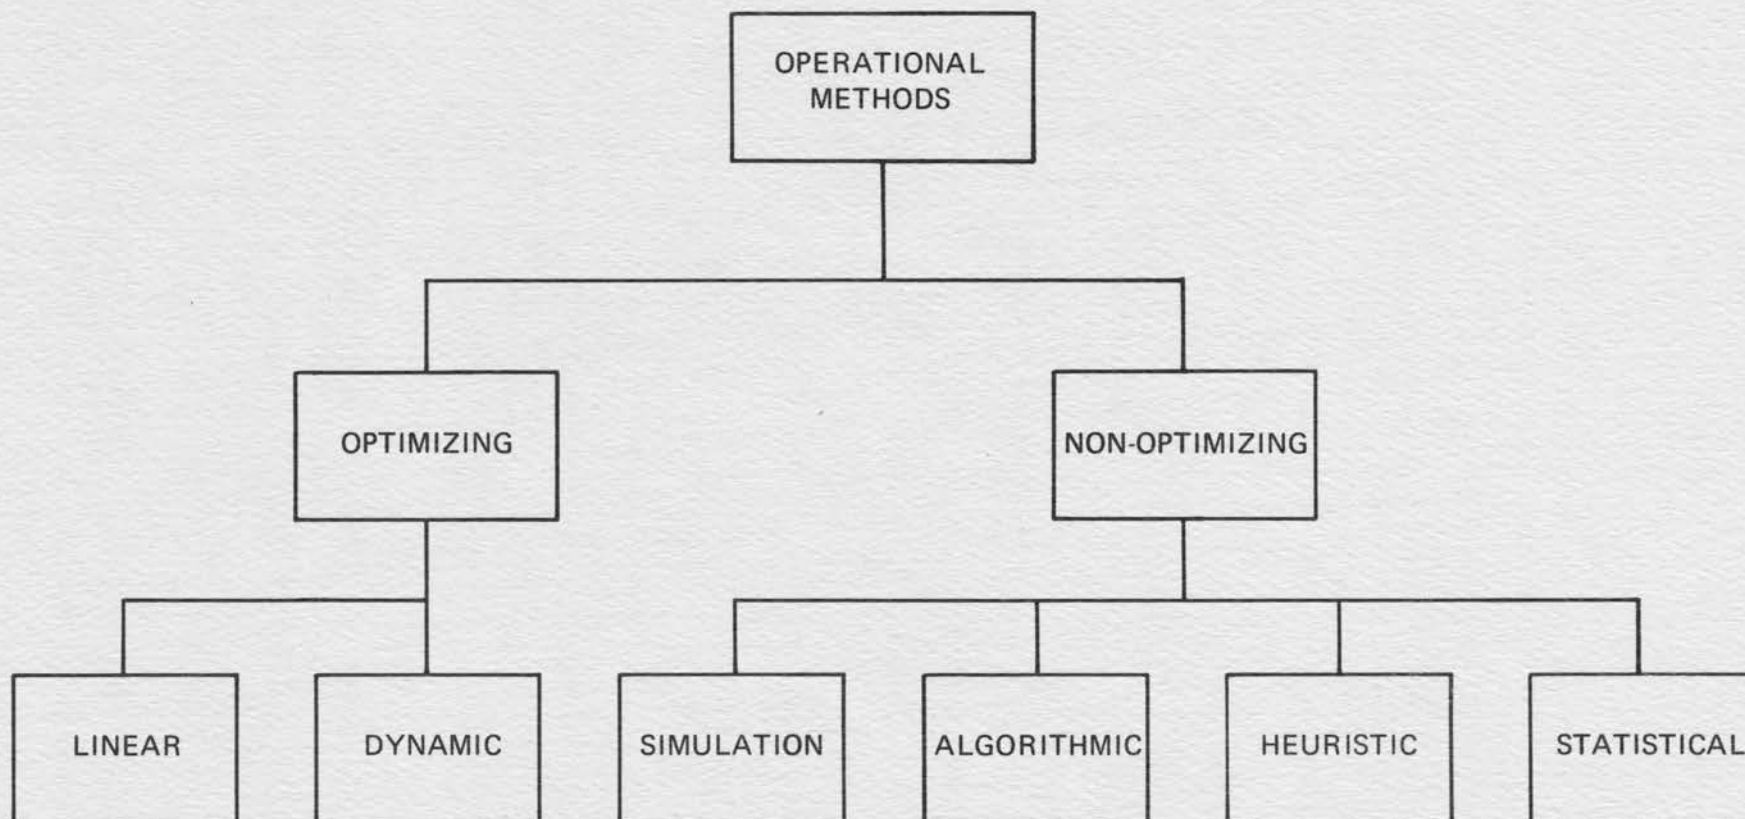 OPERATIONAL
METHODS
OPTIMIZING
NON-OPTIMIZING
LINEAR
DYNAMIC
SIMULATION
ALGORITHMIC
HEURISTIC
STATISTICAL